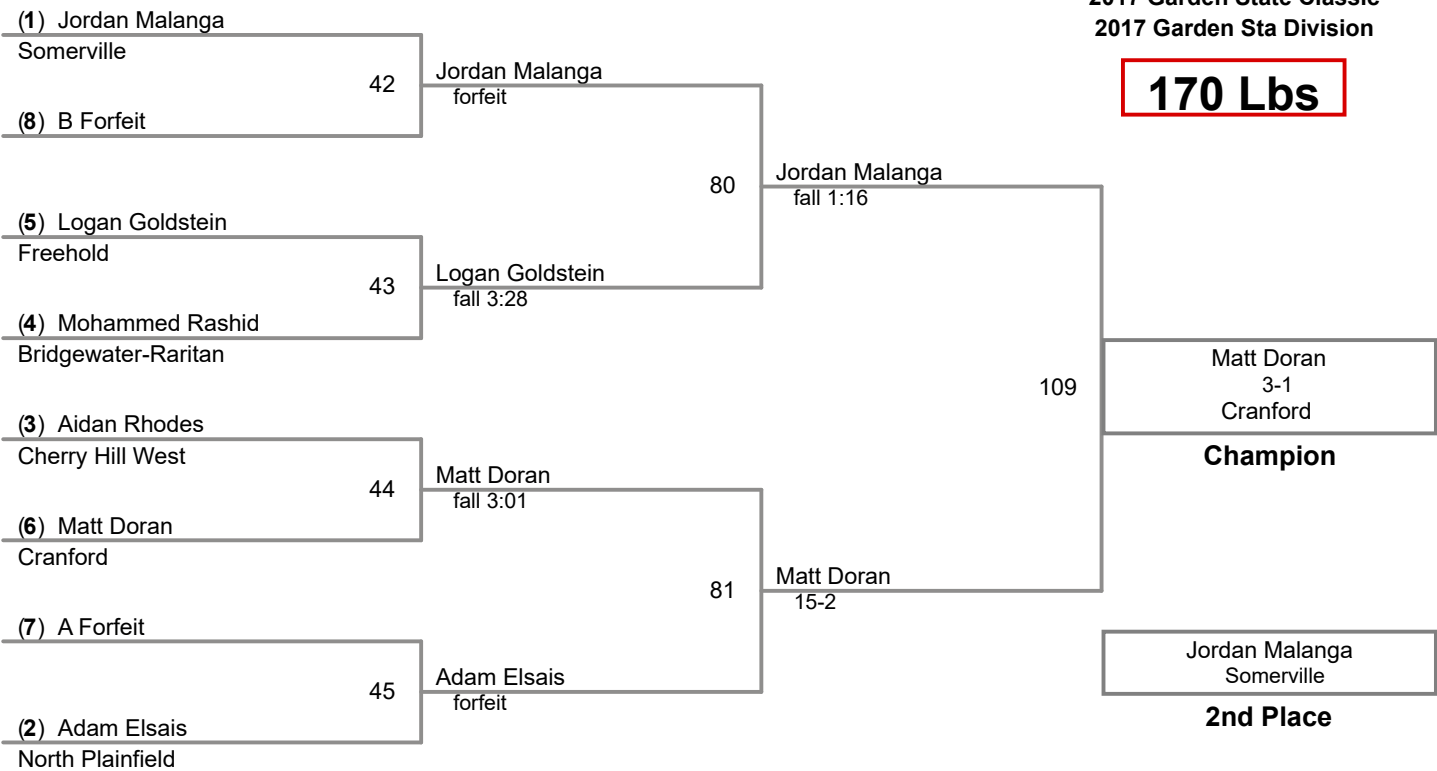 2017 Garden State Classic
2017 Garden Sta Division
170 Lbs
(1) Jordan Malanga
Somerville
42
(8) B Forfeit
Jordan Malanga
forfeit
(5) Logan Goldstein
Freehold
43
(4) Mohammed Rashid
Bridgewater-Raritan
Logan Goldstein
fall 3:28
80
Jordan Malanga
fall 1:16
(3) Aidan Rhodes
Cherry Hill West
44
(6) Matt Doran
Cranford
Matt Doran
fall 3:01
(7) A Forfeit
45
(2) Adam Elsais
North Plainfield
Adam Elsais
forfeit
81
Matt Doran
15-2
109
Matt Doran
3-1
Cranford
Champion
Jordan Malanga
Somerville
2nd Place